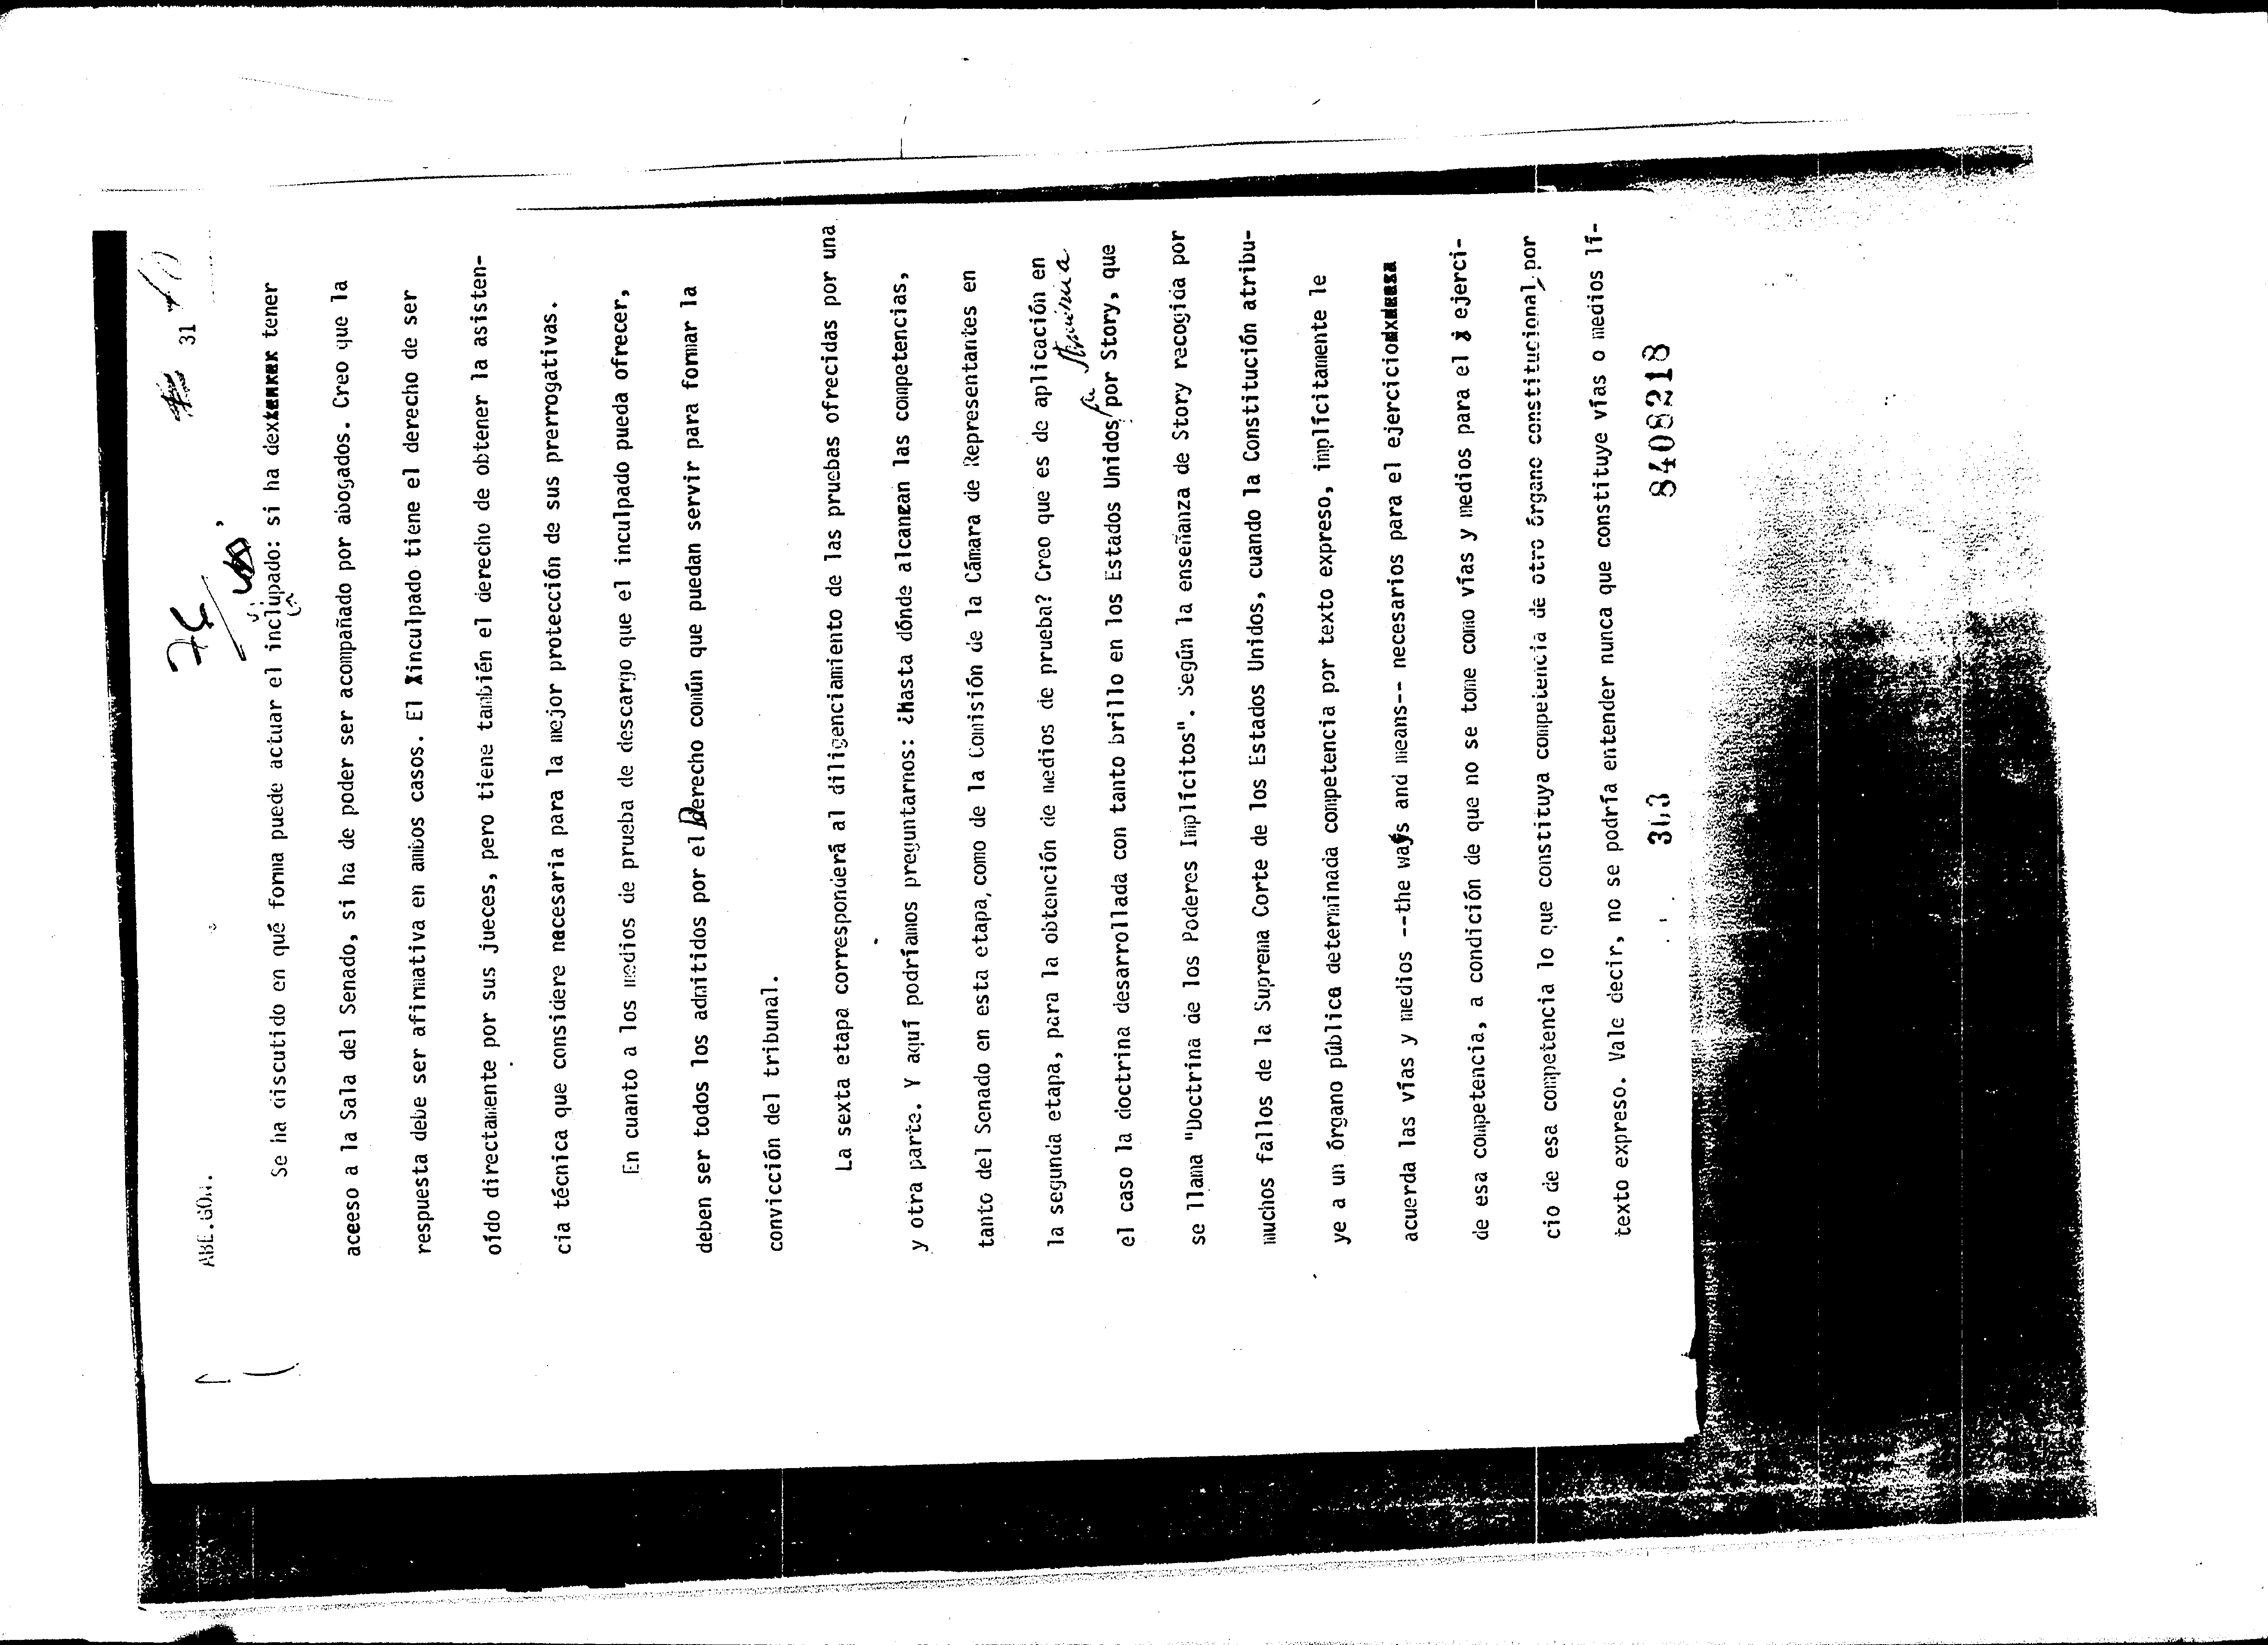 ABE.GON.
31
74
Se ha discutido en qué forma puede actuar el inclupado: si ha dextenxer tener
acceso a la Sala del Senado, si ha de poder ser acompañado por abogados. Creo que la
respuesta debe ser afirmativa en ambos casos. El Xinculpado tiene el derecho de ser
oído directamente por sus jueces, pero tiene también el derecho de obtener la asisten-
cia técnica que considere necesaria para la mejor protección de sus prerrogativas.
En cuanto a los medios de prueba de descargo que el inculpado pueda ofrecer,
deben ser todos los admitidos por el Derecho común que puedan servir para formar la
convicción del tribunal.
La sexta etapa corresponderá al diligenciamiento de las pruebas ofrecidas por una
y otra parte. Y aquí podríamos preguntarnos: ¿hasta dónde alcanzan las competencias,
tanto del Senado en esta etapa, como de la Comisión de la Cámara de Representantes en
la segunda etapa, para la obtención de medios de prueba? Creo que es de aplicación en
el caso la doctrina desarrollada con tanto brillo en los Estados Unidos, por Story, que
se llama "Doctrina de los Poderes Implícitos". Según la enseñanza de Story recogida por
muchos fallos de la Suprema Corte de los Estados Unidos, cuando la Constitución atribu-
ye a un órgano pública determinada competencia por texto expreso, implícitamente le
acuerda las vías y medios --the ways and means-- necesarios para el ejercicio
de esa competencia, a condición de que no se tome como vías y medios para el ejerci-
cio de esa competencia lo que constituya competencia de otro órgano constitucional, por
texto expreso. Vale decir, no se podría entender nunca que constituye vías o medios lí-
303
8408218